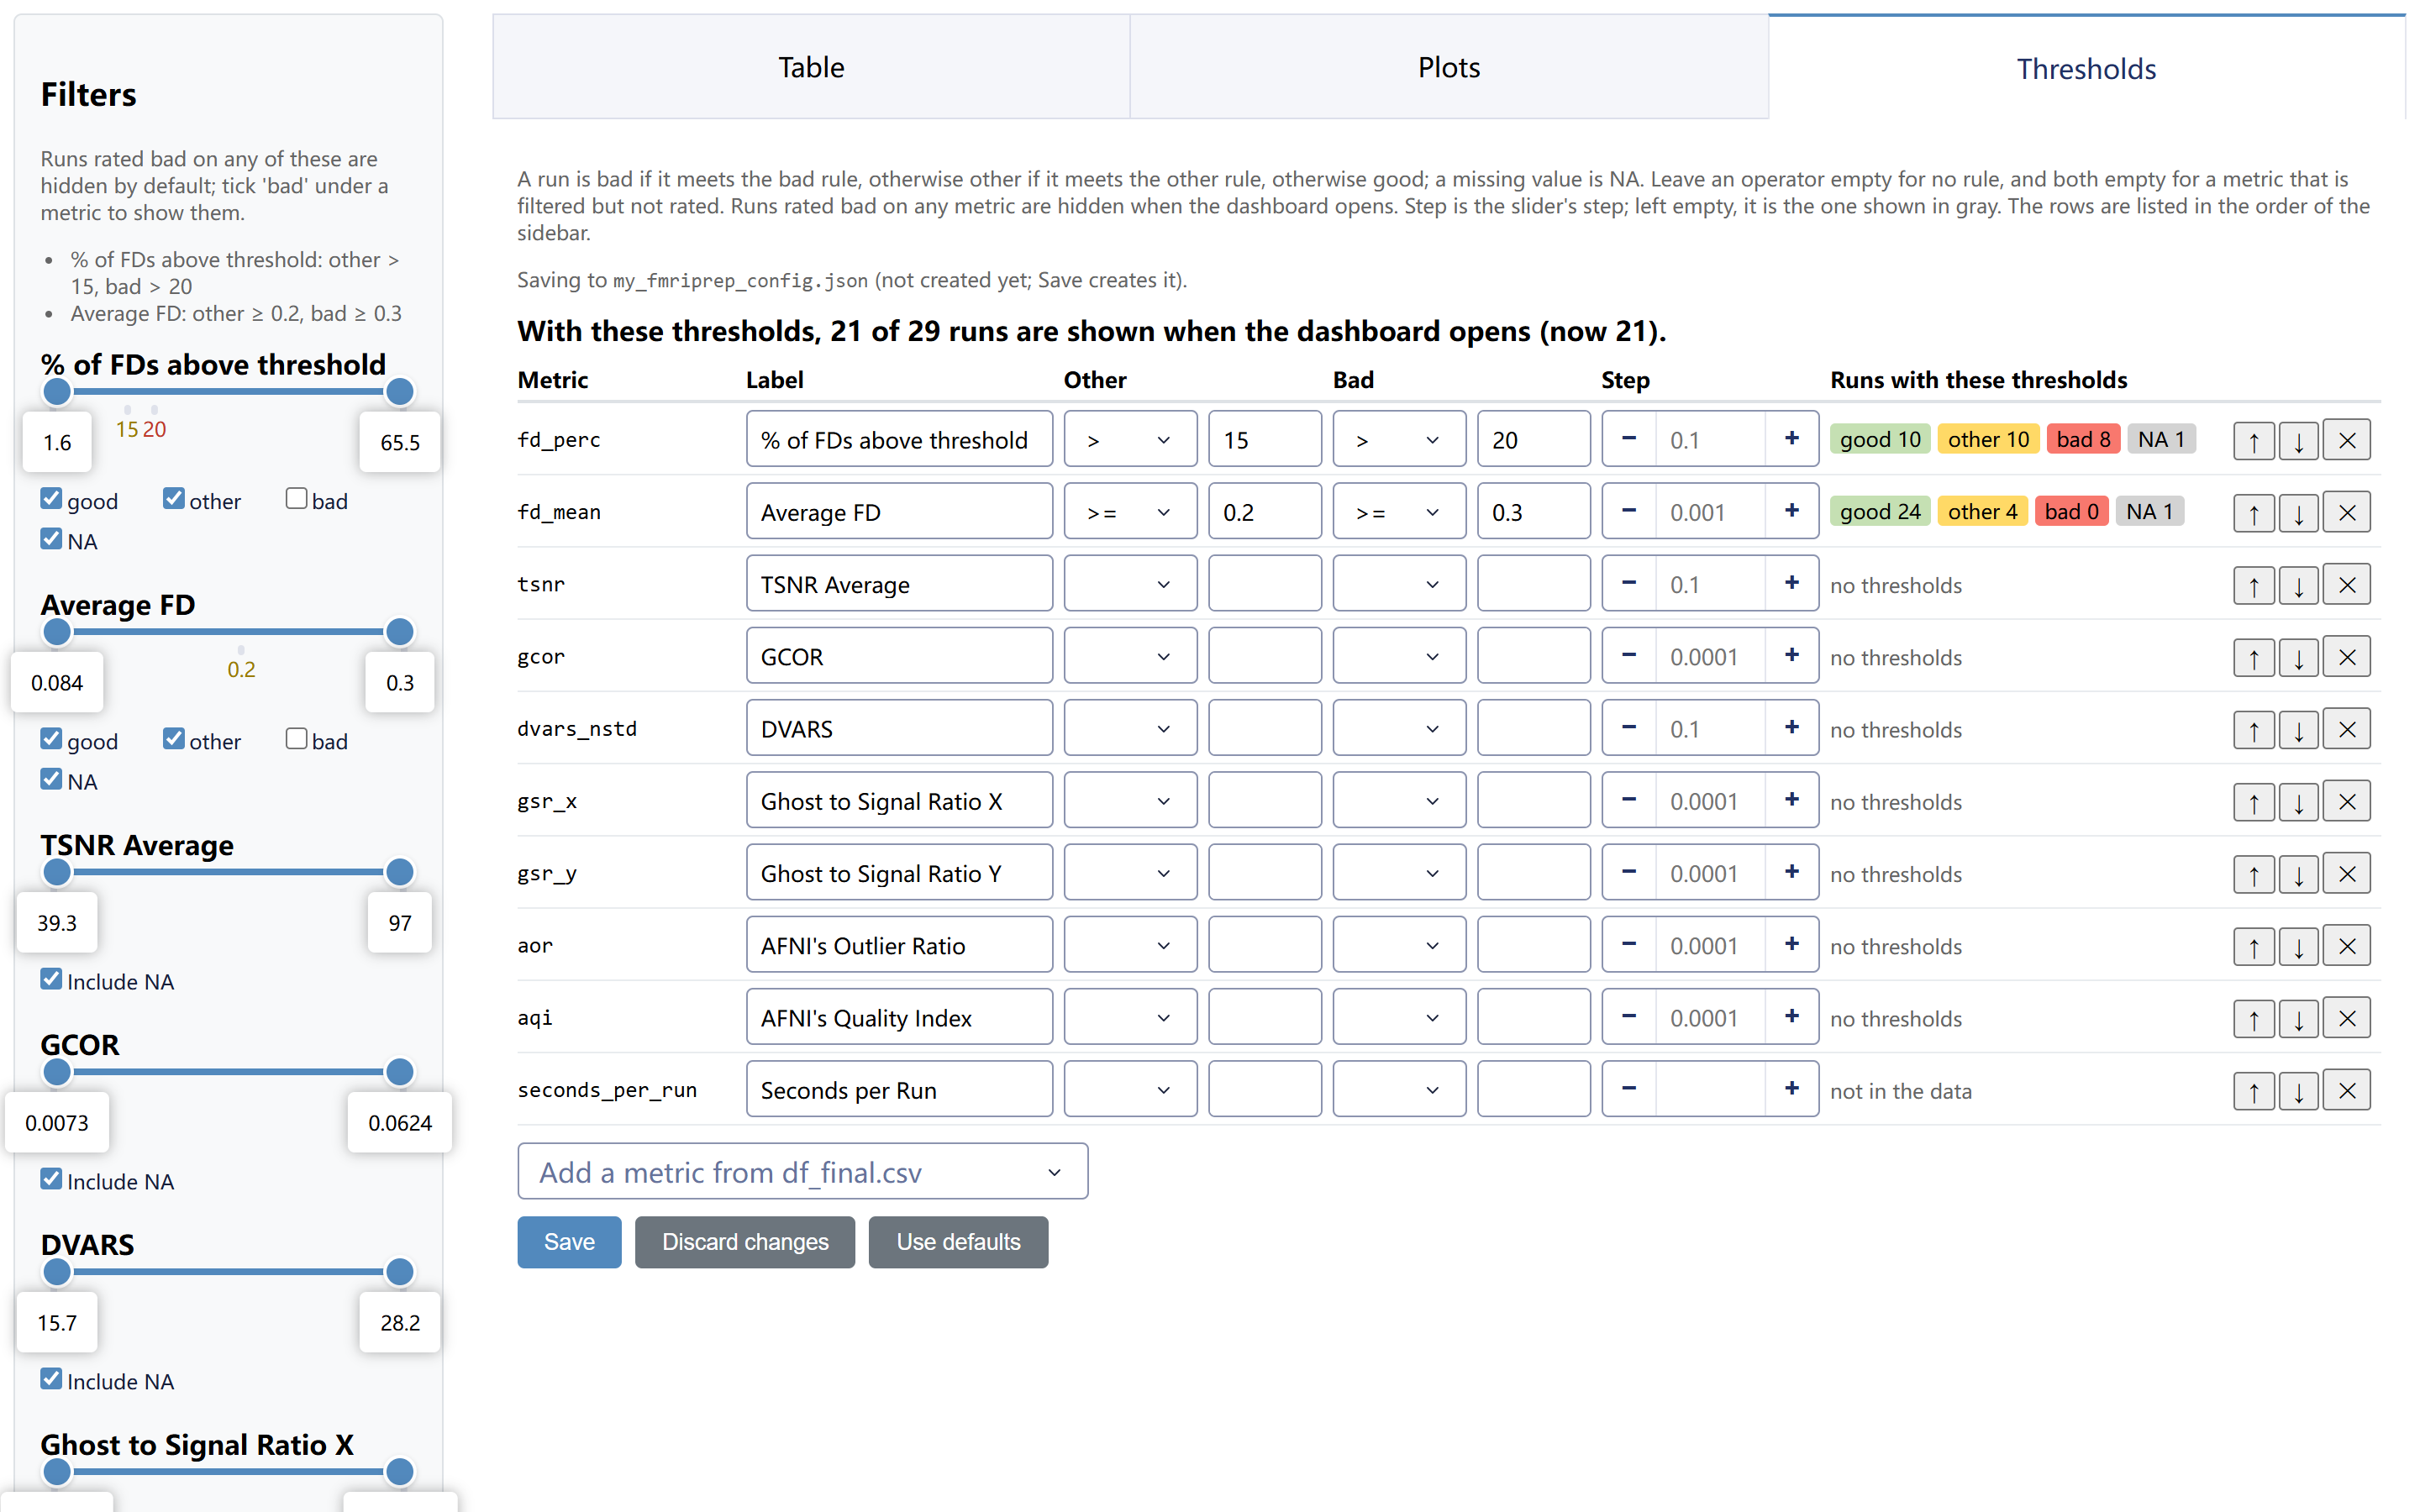 Filters
Runs rated bad on any of these are
hidden by default; tick 'bad' under a
metric to show them.
• % of FDs above threshold: other >
15, bad > 20
• Average FD: other ≥ 0.2, bad ≥ 0.3
% of FDs above threshold
15 20
1.6 65.5
good other bad
NA
Average FD
0.2
0.084 0.3
good other bad
NA
TSNR Average
39.3 97
Include NA
GCOR
0.0073 0.0624
Include NA
DVARS
15.7 28.2
Include NA
Ghost to Signal Ratio X
Table Plots Thresholds
A run is bad if it meets the bad rule, otherwise other if it meets the other rule, otherwise good; a missing value is NA. Leave an operator empty for no rule, and both empty for a metric that is
filtered but not rated. Runs rated bad on any metric are hidden when the dashboard opens. Step is the slider's step; left empty, it is the one shown in gray. The rows are listed in the order of the
sidebar.
Saving to my_fmriprep_config.json (not created yet; Save creates it).
With these thresholds, 21 of 29 runs are shown when the dashboard opens (now 21).
Metric Label Other Bad Step Runs with these thresholds
fd_perc % of FDs above threshold > 15 > 20 − 0.1 + good 10 other 10 bad 8 NA 1 ↑ ↓ ×
fd_mean Average FD >= 0.2 >= 0.3 − 0.001 + good 24 other 4 bad 0 NA 1 ↑ ↓ ×
tsnr TSNR Average − 0.1 + no thresholds ↑ ↓ ×
gcor GCOR − 0.0001 + no thresholds ↑ ↓ ×
dvars_nstd DVARS − 0.1 + no thresholds ↑ ↓ ×
gsr_x Ghost to Signal Ratio X − 0.0001 + no thresholds ↑ ↓ ×
gsr_y Ghost to Signal Ratio Y − 0.0001 + no thresholds ↑ ↓ ×
aor AFNI's Outlier Ratio − 0.0001 + no thresholds ↑ ↓ ×
aqi AFNI's Quality Index − 0.0001 + no thresholds ↑ ↓ ×
seconds_per_run Seconds per Run − + not in the data ↑ ↓ ×
Add a metric from df_final.csv
Save Discard changes Use defaults